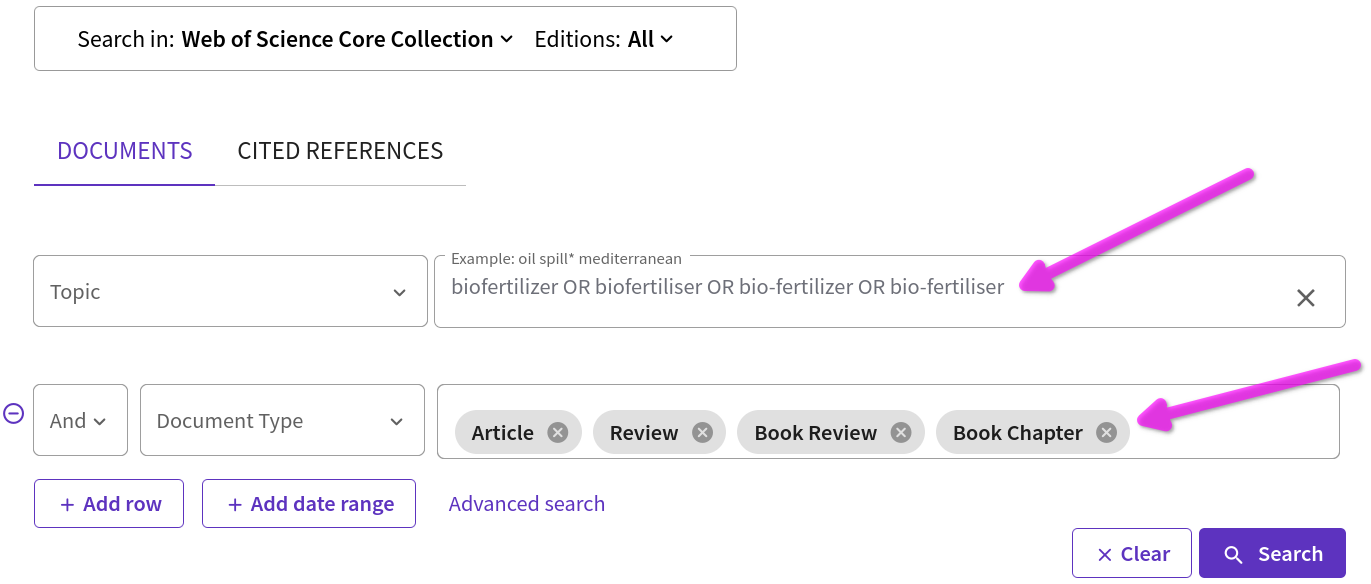 Search in: Web of Science Core Collection Editions: All
DOCUMENTS CITED REFERENCES
Example: oil spill* mediterranean
Topic biofertilizer OR biofertiliser OR bio-fertilizer OR bio-fertiliser
And Document Type Article Review Book Review Book Chapter
+ Add row + Add date range Advanced search
× Clear Search